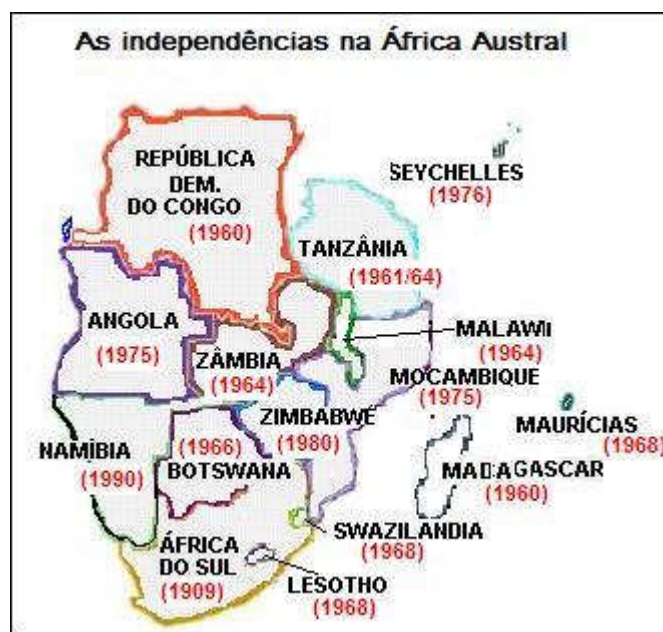 As independências na África Austral
REPÚBLICA
DEM.
DO CONGO
(1960)
SEYCHELLES
(1976)
TANZÂNIA
(1961/64)
ANGOLA
(1975)
ZÂMBIA
(1964)
MALAWI
(1964)
MOCAMBIQUE
(1975)
ZIMBABWÉ
(1980)
MAURÍCIAS
(1968)
NAMÍBIA
(1990)
(1966)
BOTSWANA
MADAGASCAR
(1960)
SWAZILANDIA
(1968)
ÁFRICA
DO SUL
(1909)
LESOTHO
(1968)